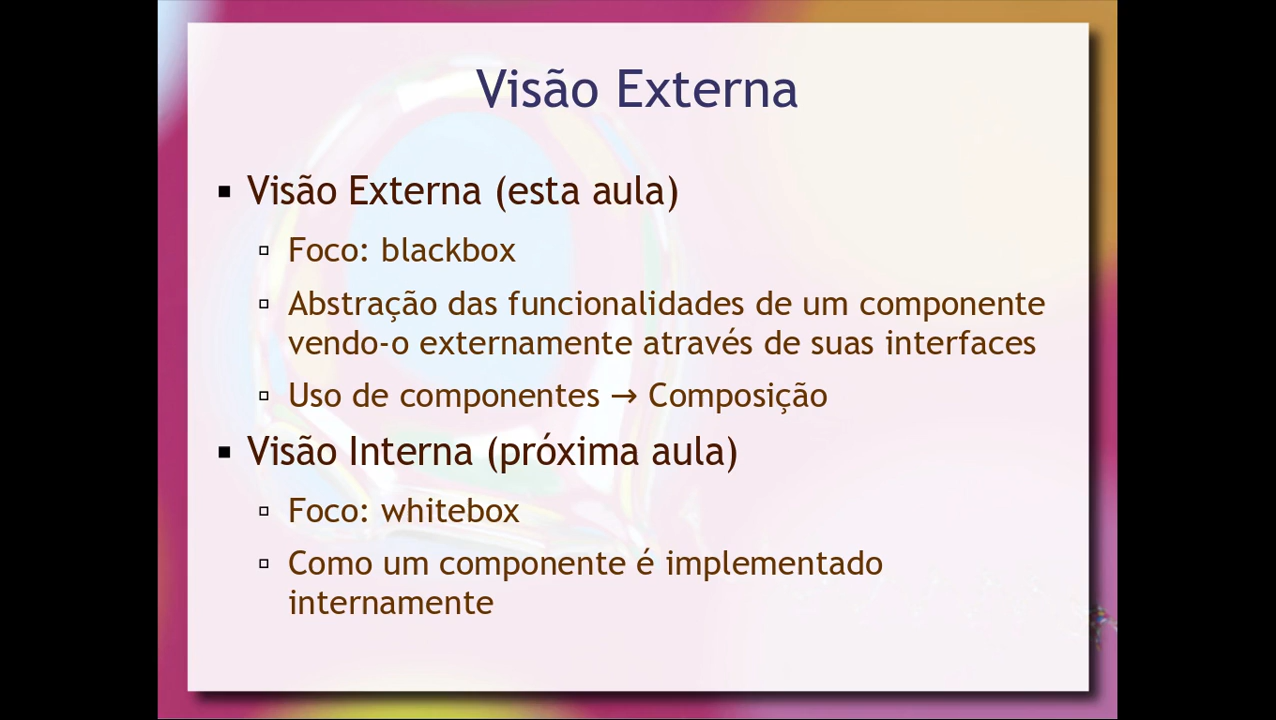 Visão Externa
▪ Visão Externa (esta aula)
▫ Foco: blackbox
▫ Abstração das funcionalidades de um componente
vendo-o externamente através de suas interfaces
▫ Uso de componentes → Composição
▪ Visão Interna (próxima aula)
▫ Foco: whitebox
▫ Como um componente é implementado
internamente